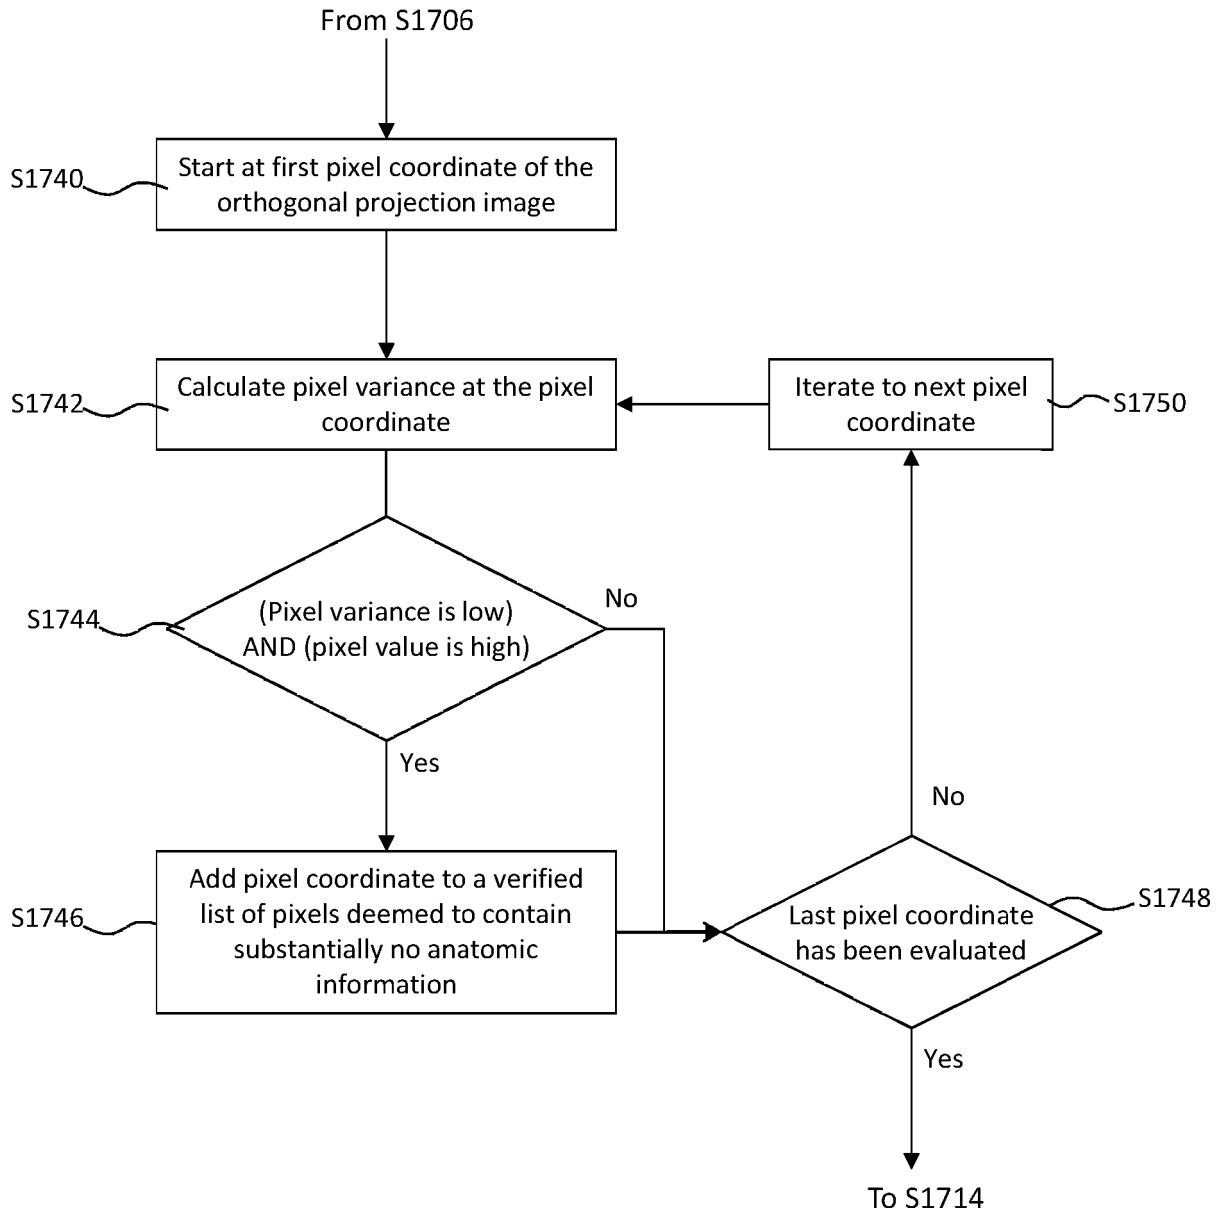 From S1706
S1740
Start at first pixel coordinate of the
orthogonal projection image
S1742
Calculate pixel variance at the pixel
coordinate
Iterate to next pixel
coordinate
S1750
S1744
(Pixel variance is low)
AND (pixel value is high)
No
Yes
No
S1746
Add pixel coordinate to a verified
list of pixels deemed to contain
substantially no anatomic
information
Last pixel coordinate
has been evaluated
S1748
Yes
To S1714